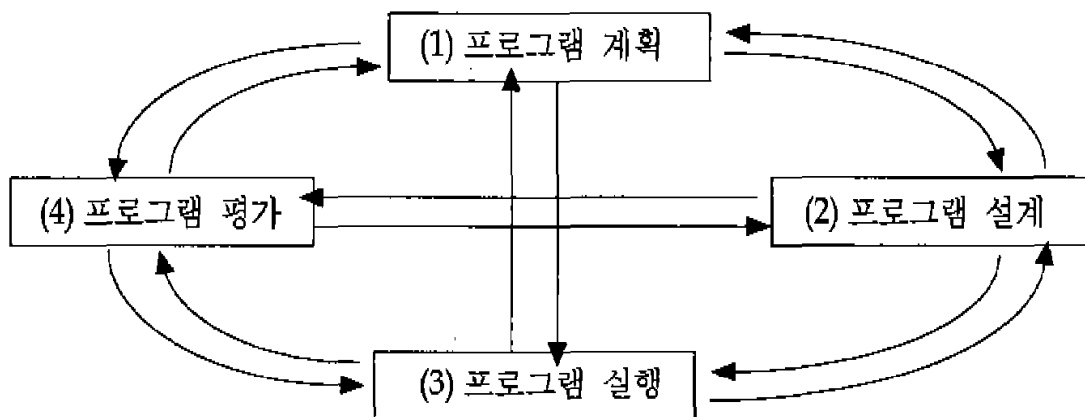 (1) 프로그램 계획
(4) 프로그램 평가
(2) 프로그램 설계
(3) 프로그램 실행